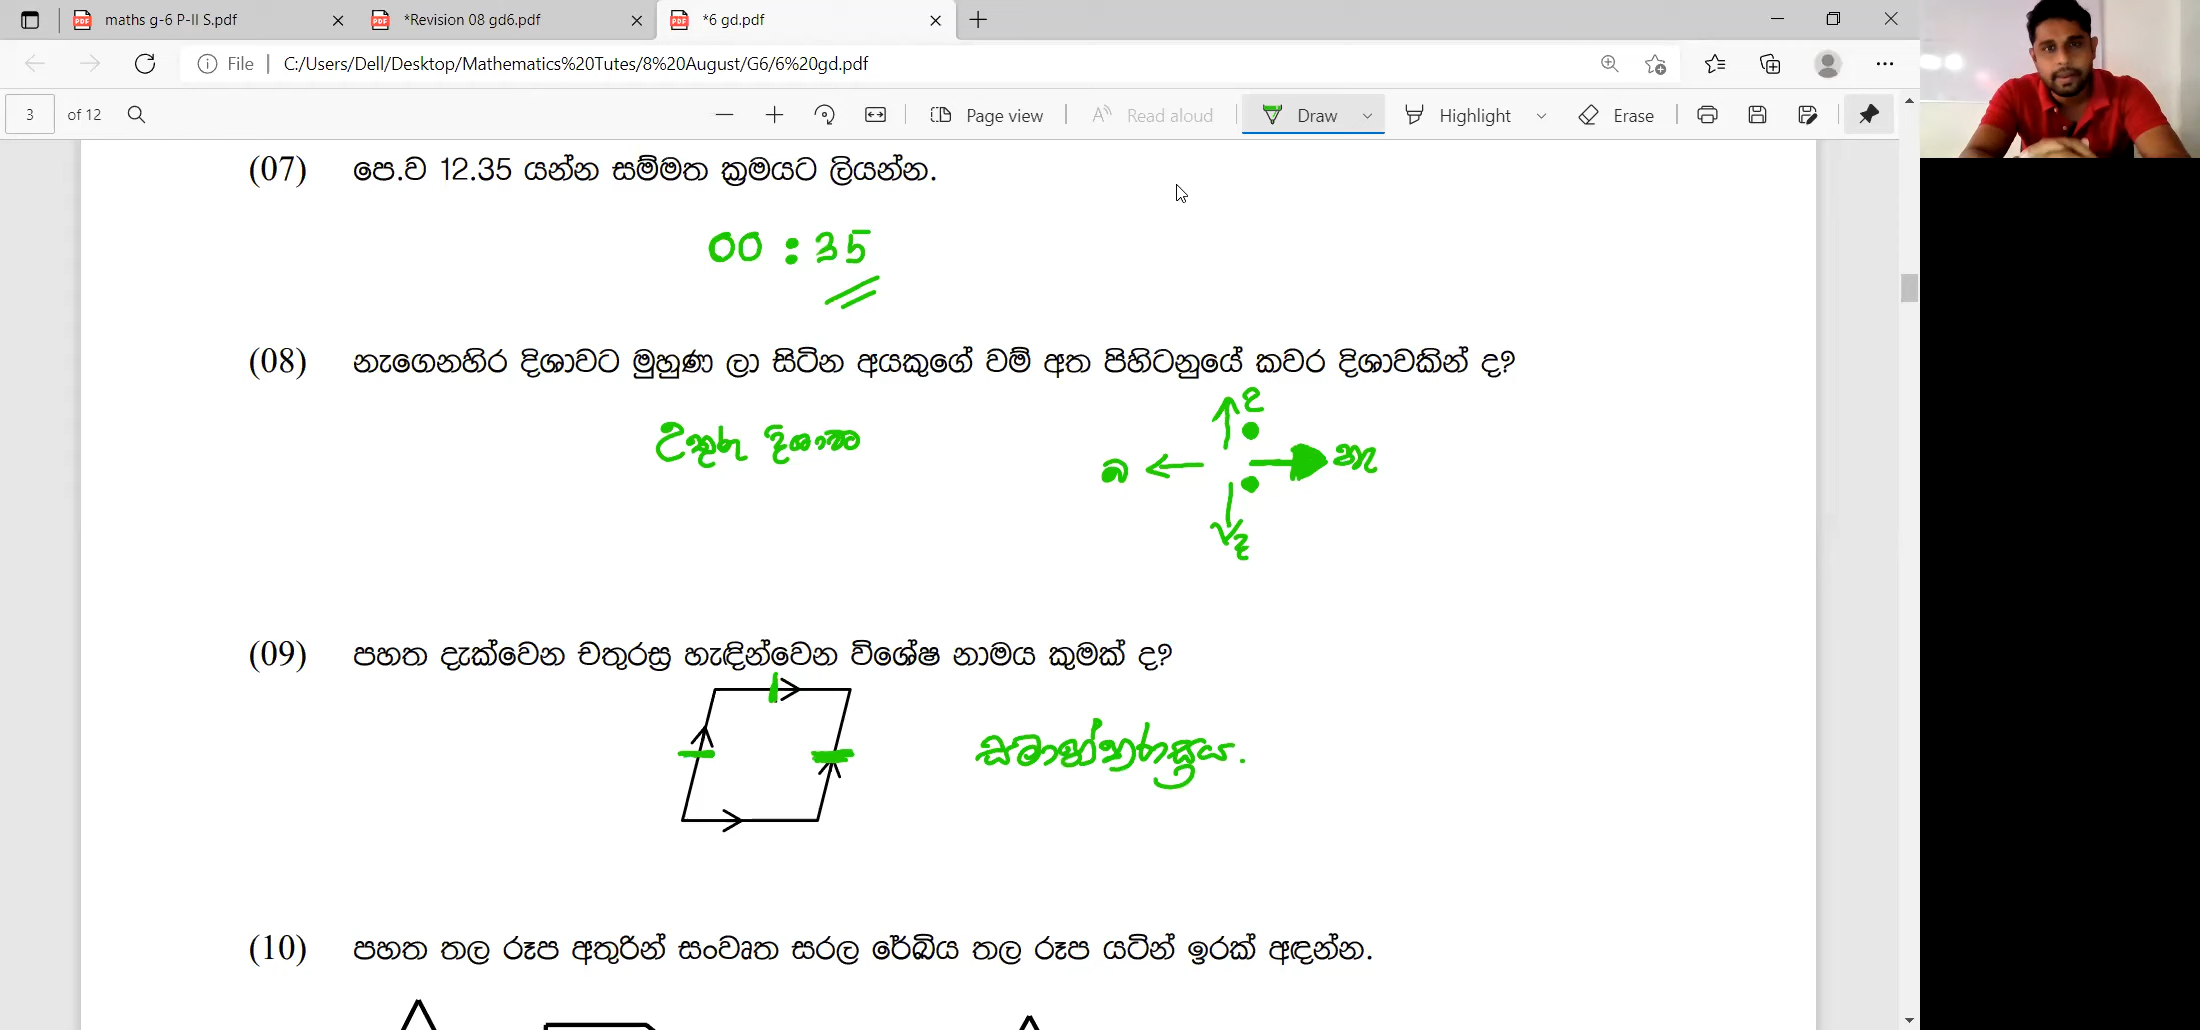 maths g-6 P-II S.pdf
*Revision 08 gd6.pdf
*6 gd.pdf
File
C:/Users/Dell/Desktop/Mathematics%20Tutes/8%20August/G6/6%20gd.pdf
3 of 12
Page view
Read aloud
Draw
Highlight
Erase
(07) පෙ.ව 12.35 යන්න සම්මත ක්‍රමයට ලියන්න.
00 : 35
(08) නැගෙනහිර දිශාවට මුහුණ ලා සිටින අයකුගේ වම් අත පිහිටනුයේ කවර දිශාවකින් ද?
උ
උතුරු දිශාවට
බ
නැ
ද
(09) පහත දැක්වෙන චතුරස්‍ර හැඳින්වෙන විශේෂ නාමය කුමක් ද?
සමාන්තරාස්‍රය.
(10) පහත තල රූප අතුරින් සංවෘත සරල රේඛීය තල රූප යටින් ඉරක් අඳන්න.